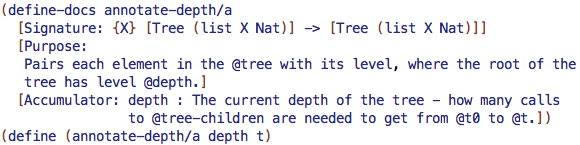 (define-docs annotate-depth/a
[Signature: {X} [Tree (list X Nat)] -> [Tree (list X Nat)]]
[Purpose:
Pairs each element in the @tree with its level, where the root of the
tree has level @depth.]
[Accumulator: depth : The current depth of the tree - how many calls
to @tree-children are needed to get from @t0 to @t.])
(define (annotate-depth/a depth t)